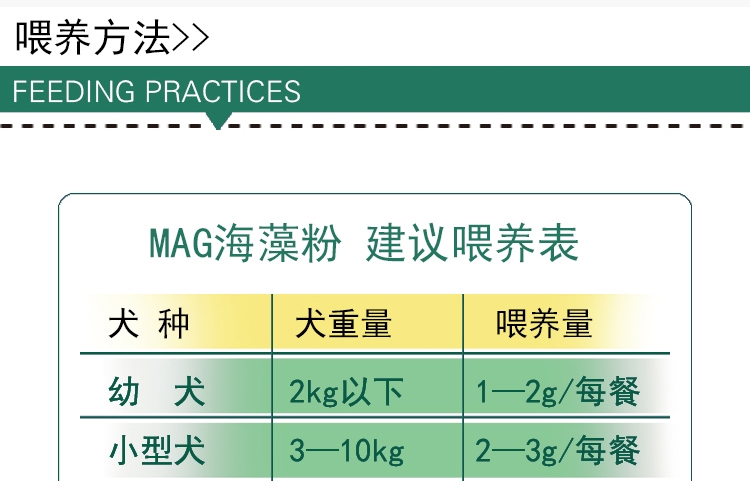 喂养方法>>
FEEDING PRACTICES
MAG海藻粉 建议喂养表
犬 种 犬重量 喂养量
幼 犬 2kg以下 1—2g/每餐
小型犬 3—10kg 2—3g/每餐